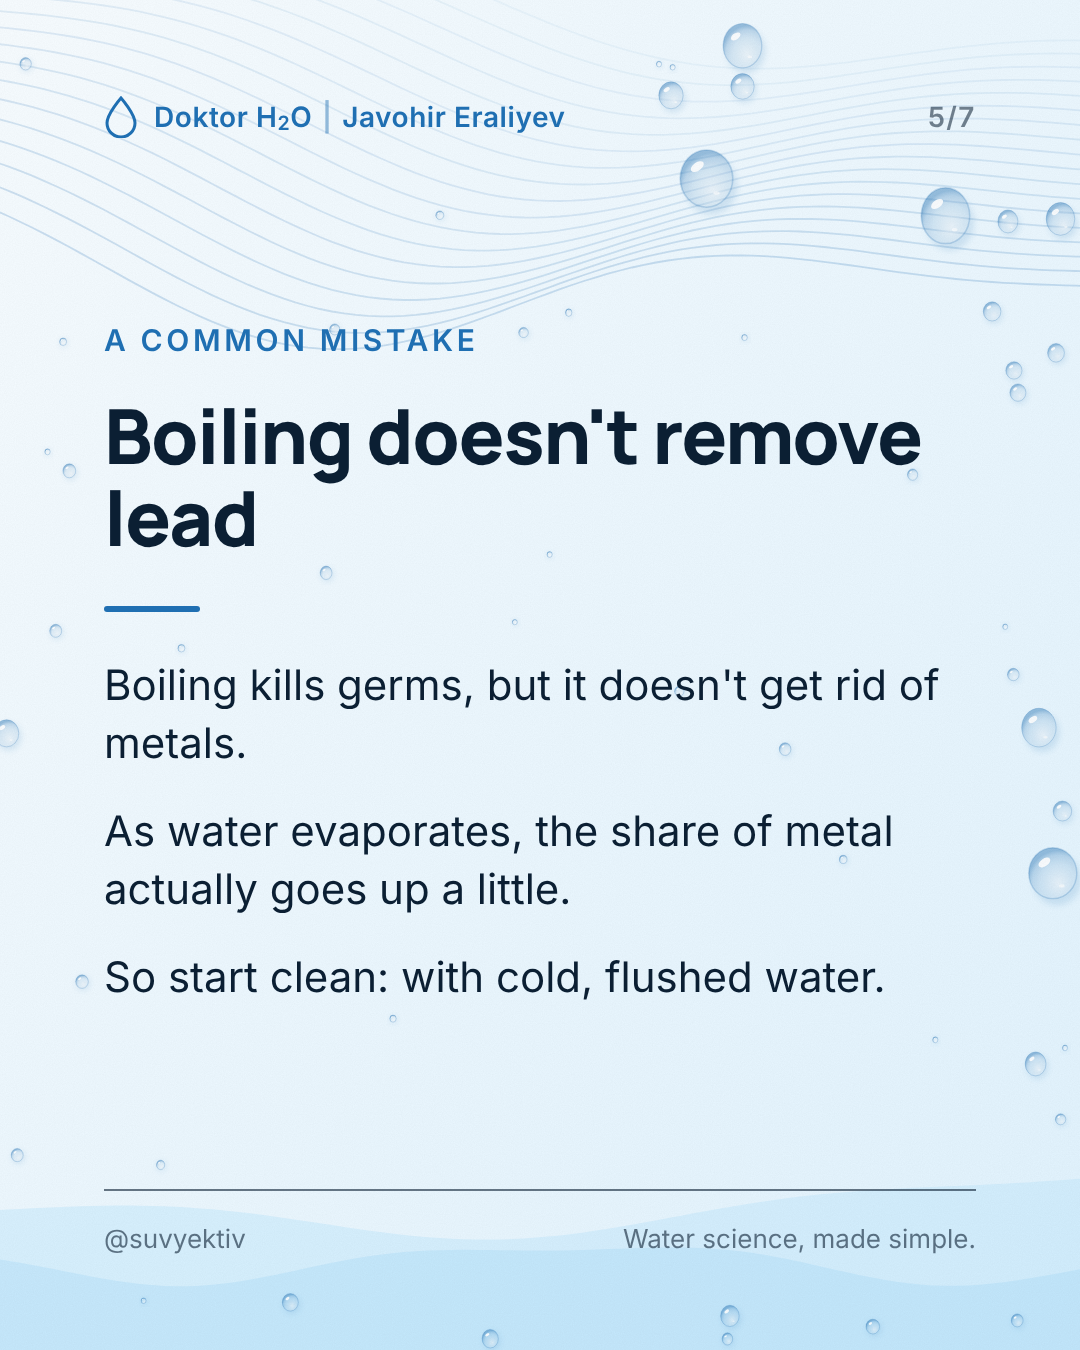 Doktor H₂O | Javohir Eraliyev
5/7
A COMMON MISTAKE
Boiling doesn't remove
lead
Boiling kills germs, but it doesn't get rid of
metals.
As water evaporates, the share of metal
actually goes up a little.
So start clean: with cold, flushed water.
@suvyektiv
Water science, made simple.